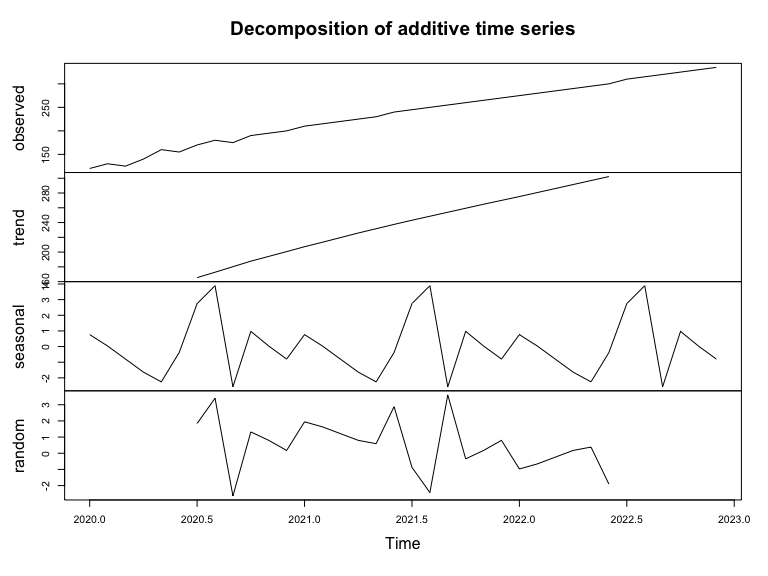 Decomposition of additive time series
observed
150 250
trend
160 200 240 280
seasonal
-2 0 1 2 3 4
random
-2 0 1 2 3
2020.0 2020.5 2021.0 2021.5 2022.0 2022.5 2023.0
Time